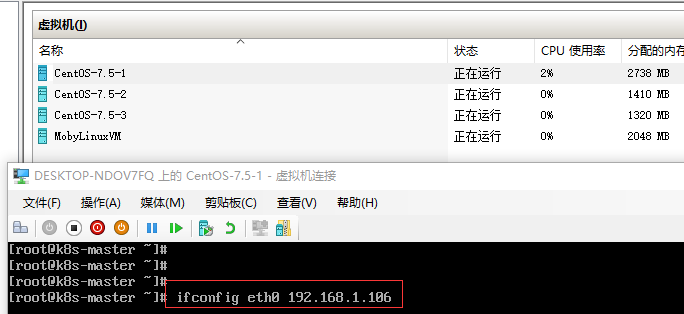 虚拟机(I)
名称 状态 CPU 使用率 分配的内存
CentOS-7.5-1 正在运行 2% 2738 MB
CentOS-7.5-2 正在运行 0% 1410 MB
CentOS-7.5-3 正在运行 0% 1320 MB
MobyLinuxVM 正在运行 0% 2048 MB
DESKTOP-NDOV7FQ 上的 CentOS-7.5-1 - 虚拟机连接
文件(F) 操作(A) 媒体(M) 剪贴板(C) 查看(V) 帮助(H)
[root@k8s-master ~]#
[root@k8s-master ~]#
[root@k8s-master ~]#
[root@k8s-master ~]# ifconfig eth0 192.168.1.106